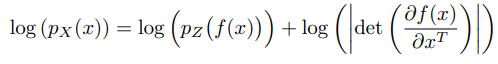 log (p_X(x)) = log (p_Z(f(x))) + log (|det (∂f(x)/∂x^T)|)